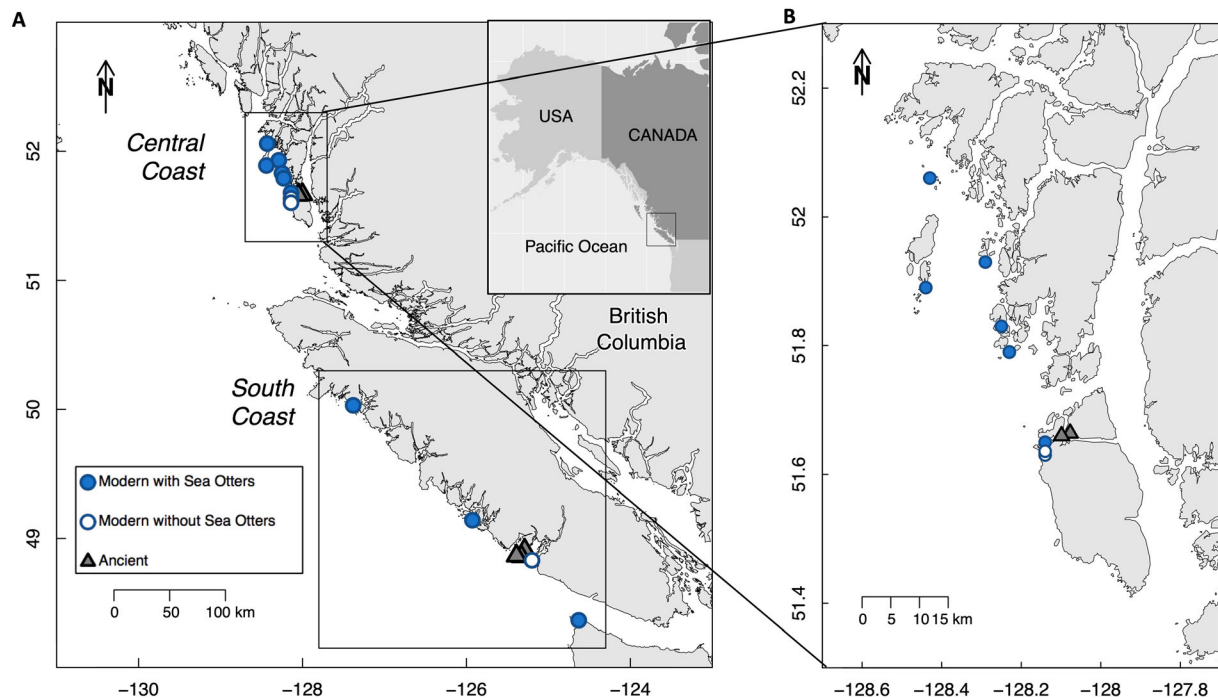 A
N
Central
Coast
USA
CANADA
Pacific Ocean
British
Columbia
South
Coast
Modern with Sea Otters
Modern without Sea Otters
Ancient
0 50 100 km
52
51
50
49
−130 −128 −126 −124
B
N
52.2
52
51.8
51.6
51.4
0 5 10 15 km
−128.6 −128.4 −128.2 −128 −127.8